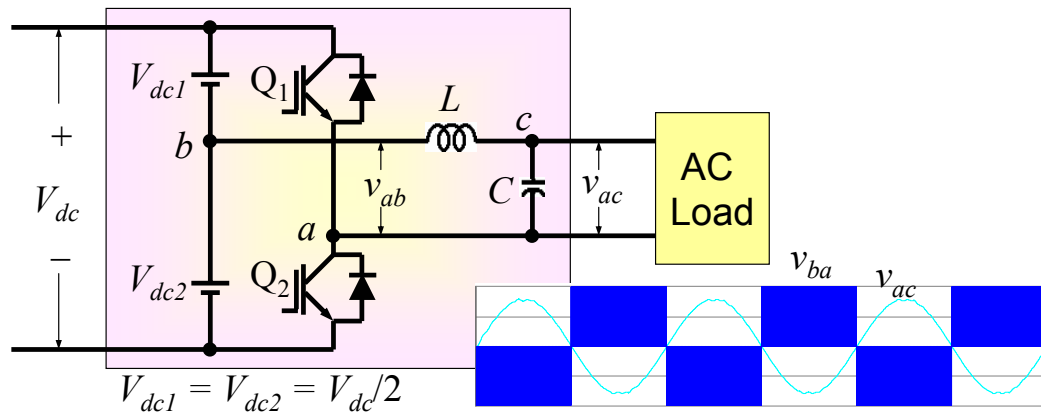 V_dc1
Q_1
L
c
+
b
v_ab
C
v_ac
AC
Load
V_dc
a
−
V_dc2
Q_2
v_ba
v_ac
V_dc1 = V_dc2 = V_dc/2